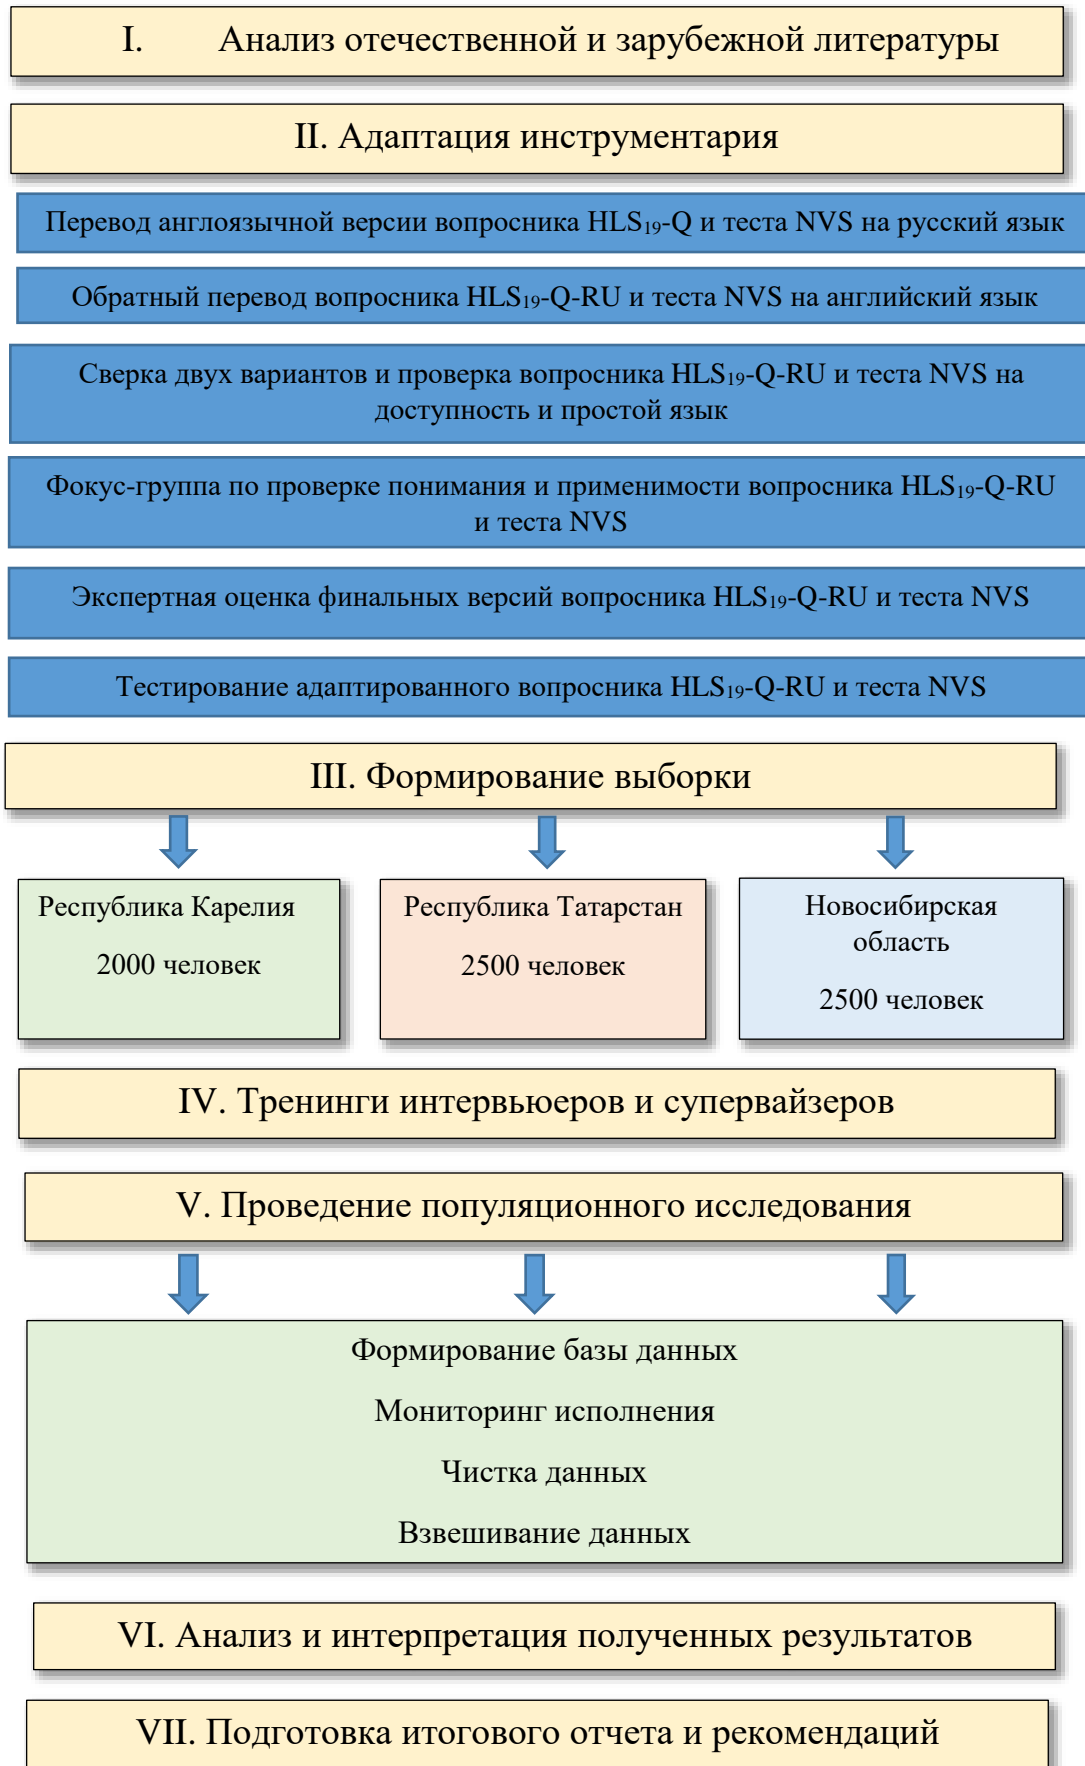 I. Анализ отечественной и зарубежной литературы
II. Адаптация инструментария
Перевод англоязычной версии вопросника HLS₁₉-Q и теста NVS на русский язык
Обратный перевод вопросника HLS₁₉-Q-RU и теста NVS на английский язык
Сверка двух вариантов и проверка вопросника HLS₁₉-Q-RU и теста NVS на
доступность и простой язык
Фокус-группа по проверке понимания и применимости вопросника HLS₁₉-Q-RU
и теста NVS
Экспертная оценка финальных версий вопросника HLS₁₉-Q-RU и теста NVS
Тестирование адаптированного вопросника HLS₁₉-Q-RU и теста NVS
III. Формирование выборки
Республика Карелия
2000 человек
Республика Татарстан
2500 человек
Новосибирская
область
2500 человек
IV. Тренинги интервьюеров и супервайзеров
V. Проведение популяционного исследования
Формирование базы данных
Мониторинг исполнения
Чистка данных
Взвешивание данных
VI. Анализ и интерпретация полученных результатов
VII. Подготовка итогового отчета и рекомендаций